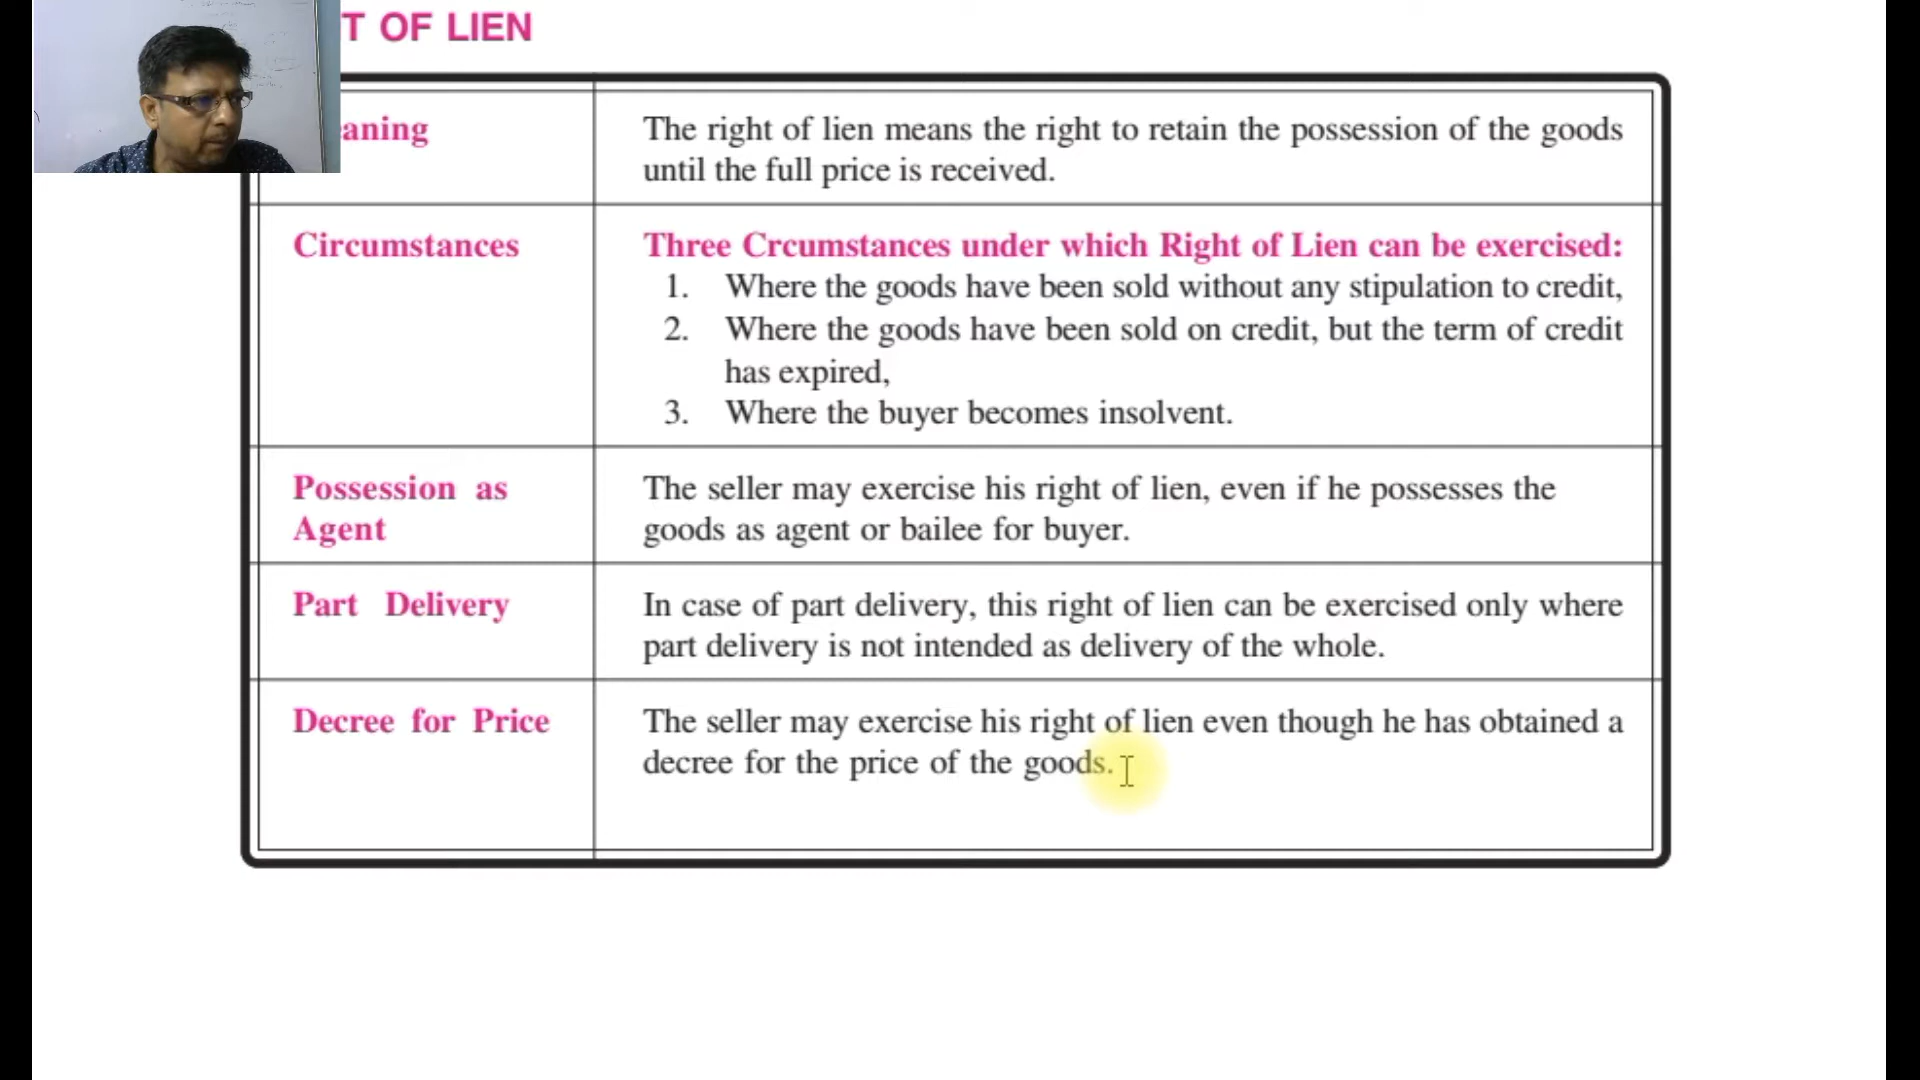 T OF LIEN
eaning
The right of lien means the right to retain the possession of the goods
until the full price is received.
Circumstances
Three Crcumstances under which Right of Lien can be exercised:
1. Where the goods have been sold without any stipulation to credit,
2. Where the goods have been sold on credit, but the term of credit
has expired,
3. Where the buyer becomes insolvent.
Possession as
Agent
The seller may exercise his right of lien, even if he possesses the
goods as agent or bailee for buyer.
Part Delivery
In case of part delivery, this right of lien can be exercised only where
part delivery is not intended as delivery of the whole.
Decree for Price
The seller may exercise his right of lien even though he has obtained a
decree for the price of the goods.